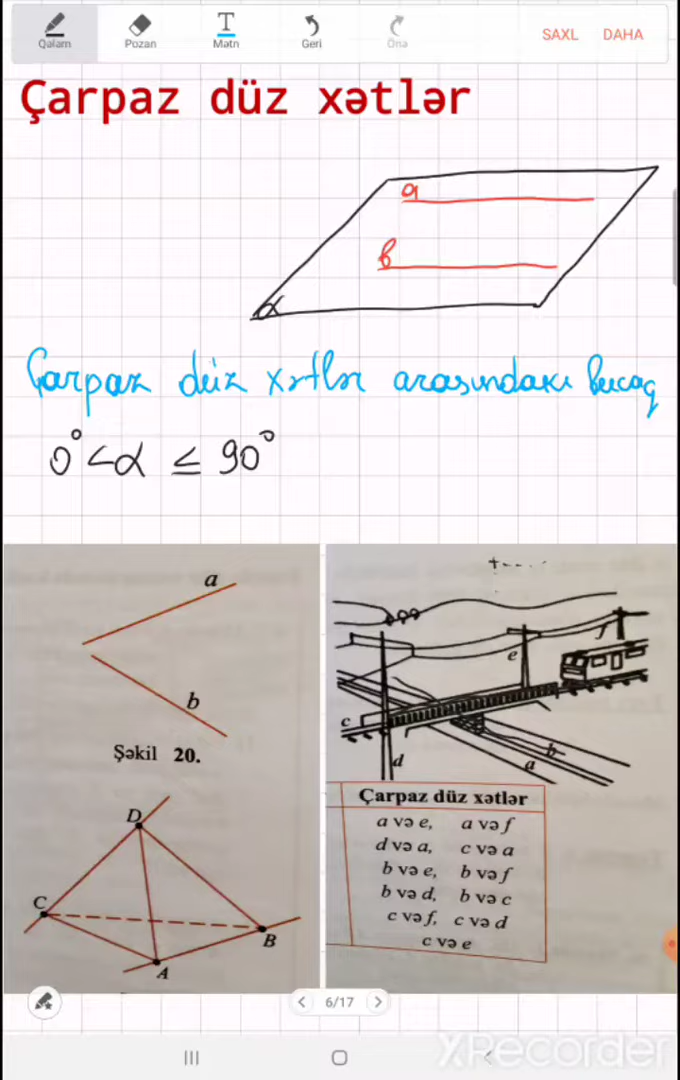 Qələm Pozan Mətn Geri Önə SAXL DAHA
Çarpaz düz xətlər
a
b
α
Çarpaz düz xətlər arasındakı bucaq
0° < α ≤ 90°
a
b
Şəkil 20.
D
C
B
A
f
e
c
b
a
d
Çarpaz düz xətlər
a və e, a və f
d və a, c və a
b və e, b və f
b və d, b və c
c və f, c və d
c və e
6/17
XRecorder